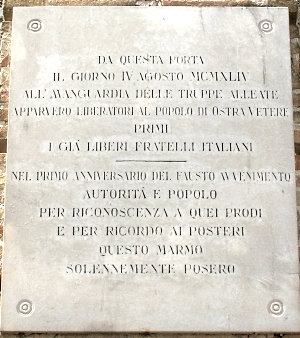 DA QUESTA PORTA
IL GIORNO IV AGOSTO MCMXLIV
ALL'AVANGUARDIA DELLE TRUPPE ALLEATE
APPARVERO LIBERATORI AL POPOLO DI OSTRA VETERE
PRIMI
I GIÁ LIBERI FRATELLI ITALIANI
NEL PRIMO ANNIVERSARIO DEL FAUSTO AVVENIMENTO
AUTORITÁ E POPOLO
PER RICONOSCENZA A QUEI PRODI
E PER RICORDO AI POSTERI
QUESTO MARMO
SOLENNEMENTE POSERO